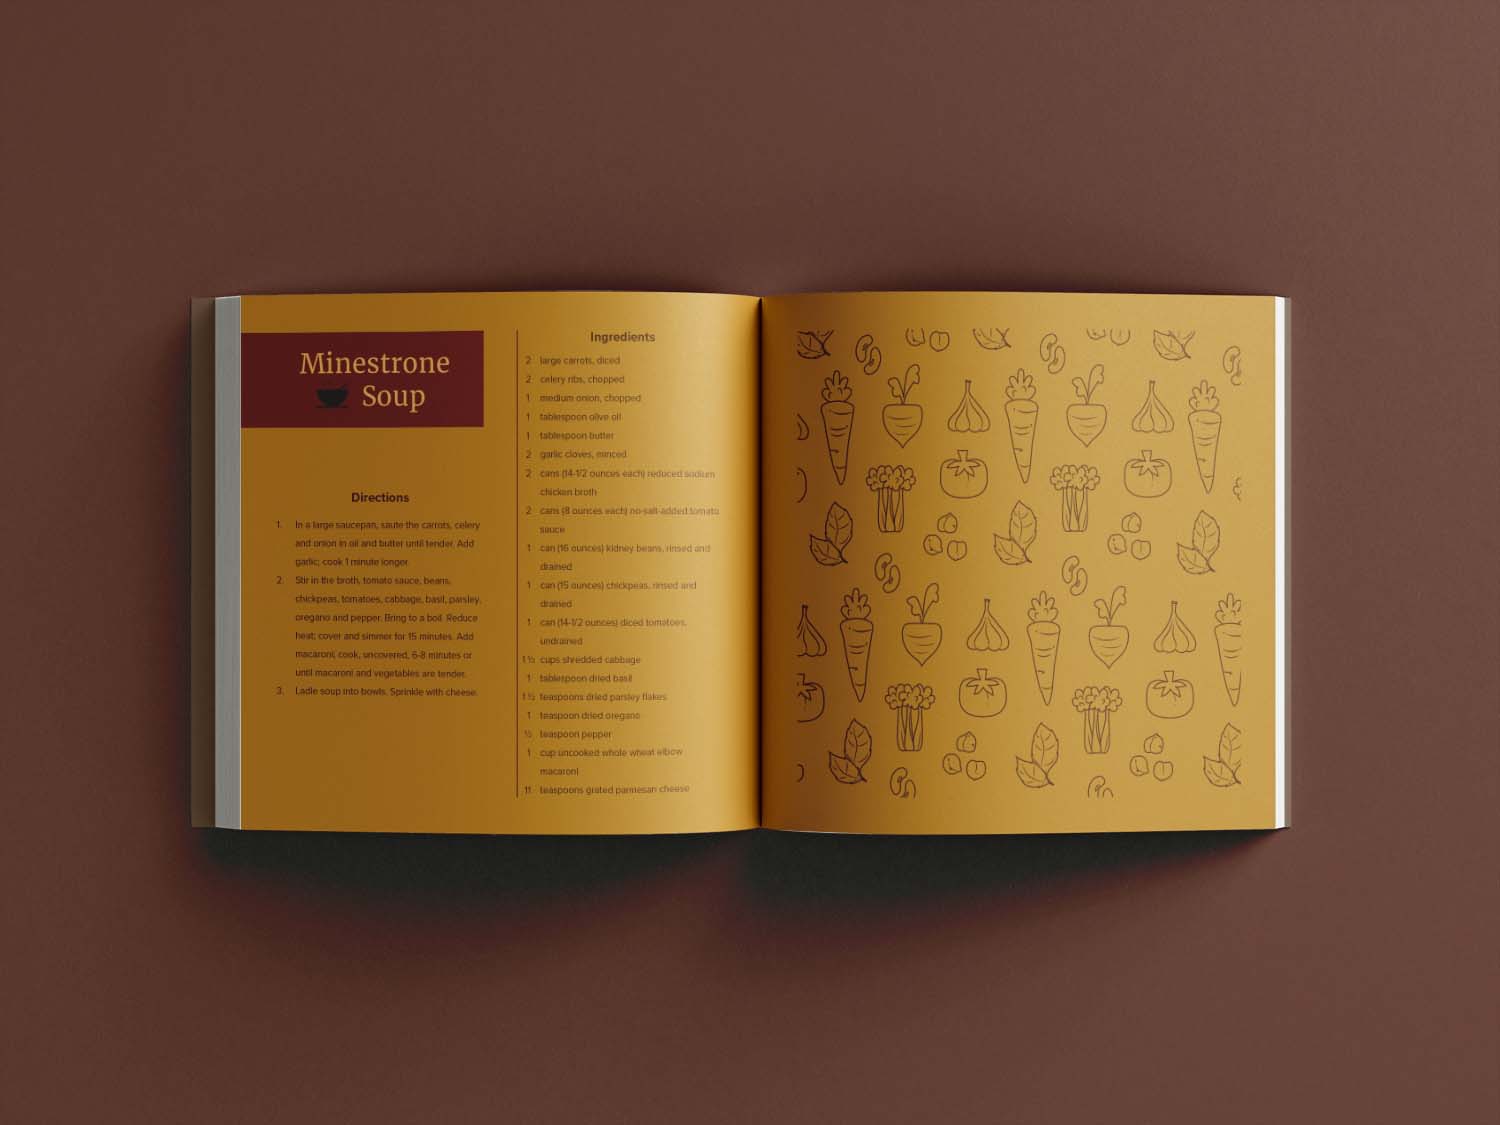 Minestrone
Soup
Directions
1. In a large saucepan, saute the carrots, celery
and onion in oil and butter until tender. Add
garlic; cook 1 minute longer.
2. Stir in the broth, tomato sauce, beans,
chickpeas, tomatoes, cabbage, basil, parsley,
oregano and pepper. Bring to a boil. Reduce
heat; cover and simmer for 15 minutes. Add
macaroni; cook, uncovered, 6-8 minutes or
until macaroni and vegetables are tender.
3. Ladle soup into bowls. Sprinkle with cheese.
Ingredients
2 large carrots, diced
2 celery ribs, chopped
1 medium onion, chopped
1 tablespoon olive oil
1 tablespoon butter
2 garlic cloves, minced
2 cans (14-1/2 ounces each) reduced sodium
chicken broth
2 cans (8 ounces each) no-salt-added tomato
sauce
1 can (16 ounces) kidney beans, rinsed and
drained
1 can (15 ounces) chickpeas, rinsed and
drained
1 can (14-1/2 ounces) diced tomatoes,
undrained
1 ½ cups shredded cabbage
1 tablespoon dried basil
1 ½ teaspoons dried parsley flakes
1 teaspoon dried oregano
½ teaspoon pepper
1 cup uncooked whole wheat elbow
macaroni
11 teaspoons grated parmesan cheese